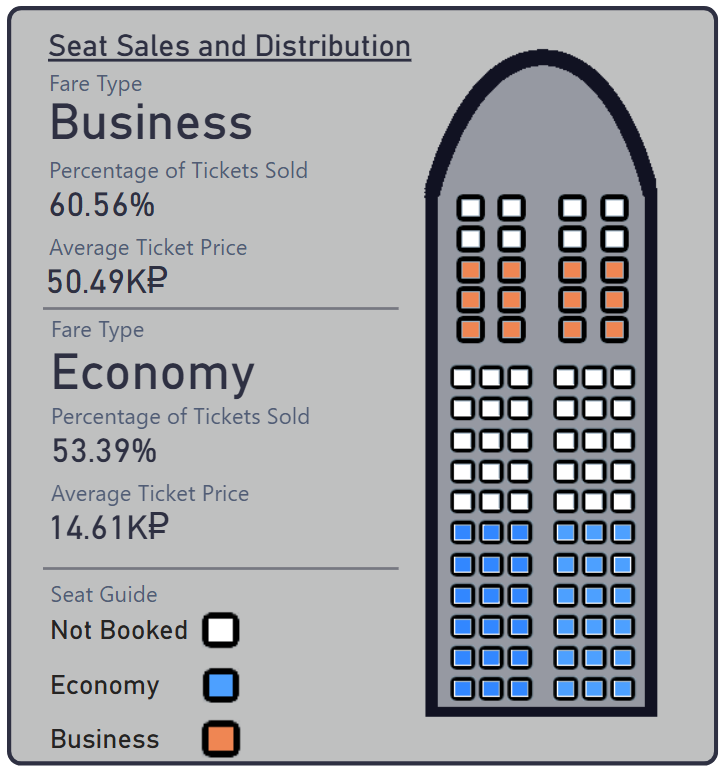 Seat Sales and Distribution
Fare Type
Business
Percentage of Tickets Sold
60.56%
Average Ticket Price
50.49K₽
Fare Type
Economy
Percentage of Tickets Sold
53.39%
Average Ticket Price
14.61K₽
Seat Guide
Not Booked
Economy
Business